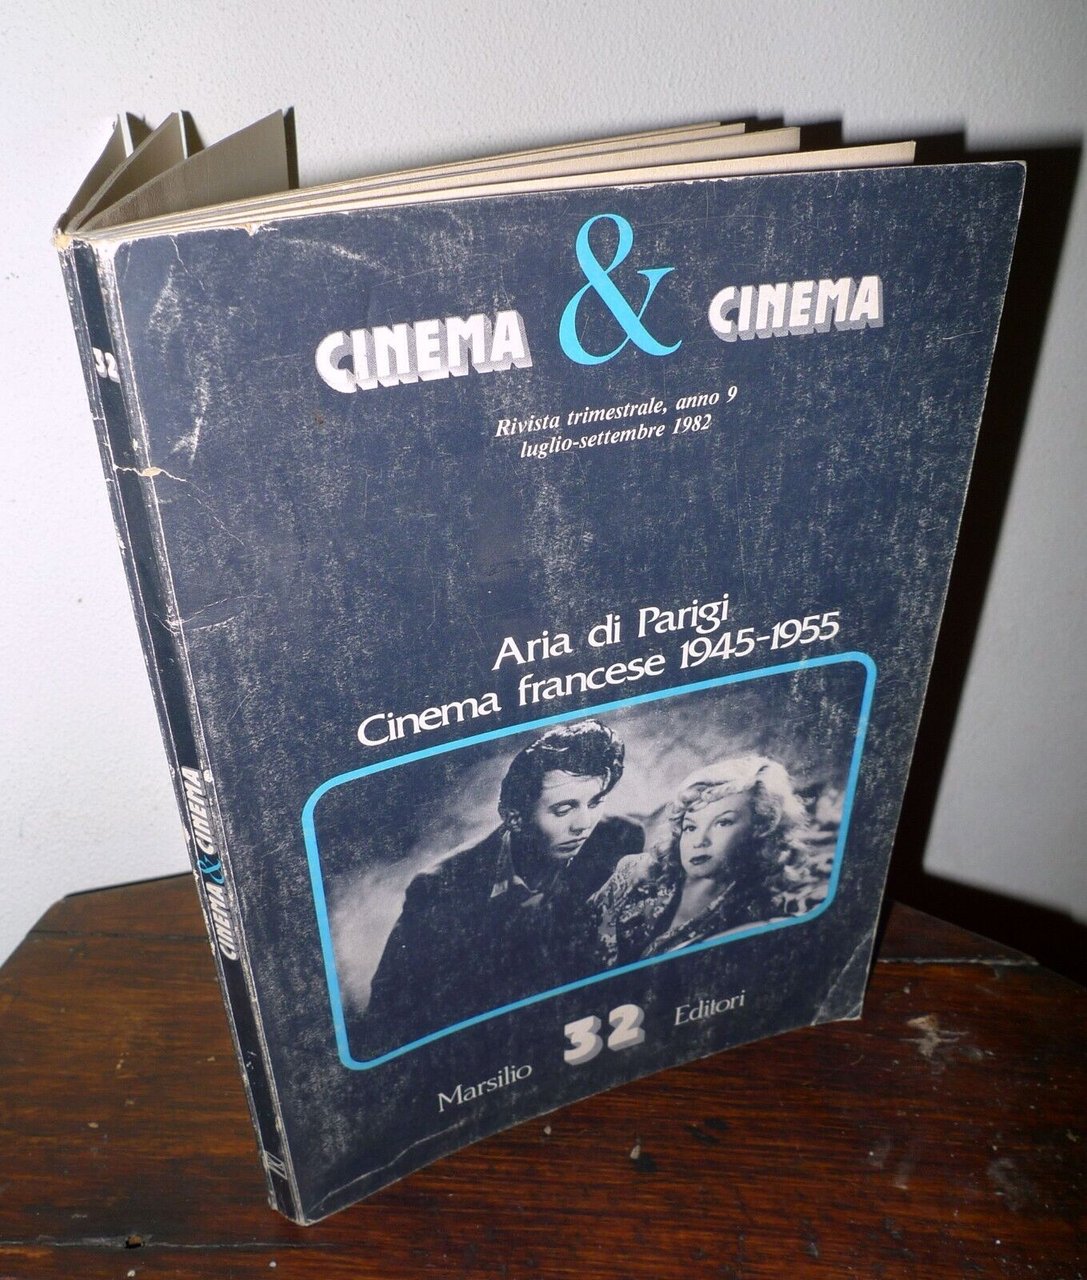 CINEMA & CINEMA
Rivista trimestrale, anno 9
luglio-settembre 1982
Aria di Parigi
Cinema francese 1945-1955
Marsilio 32 Editori
32
CINEMA & CINEMA